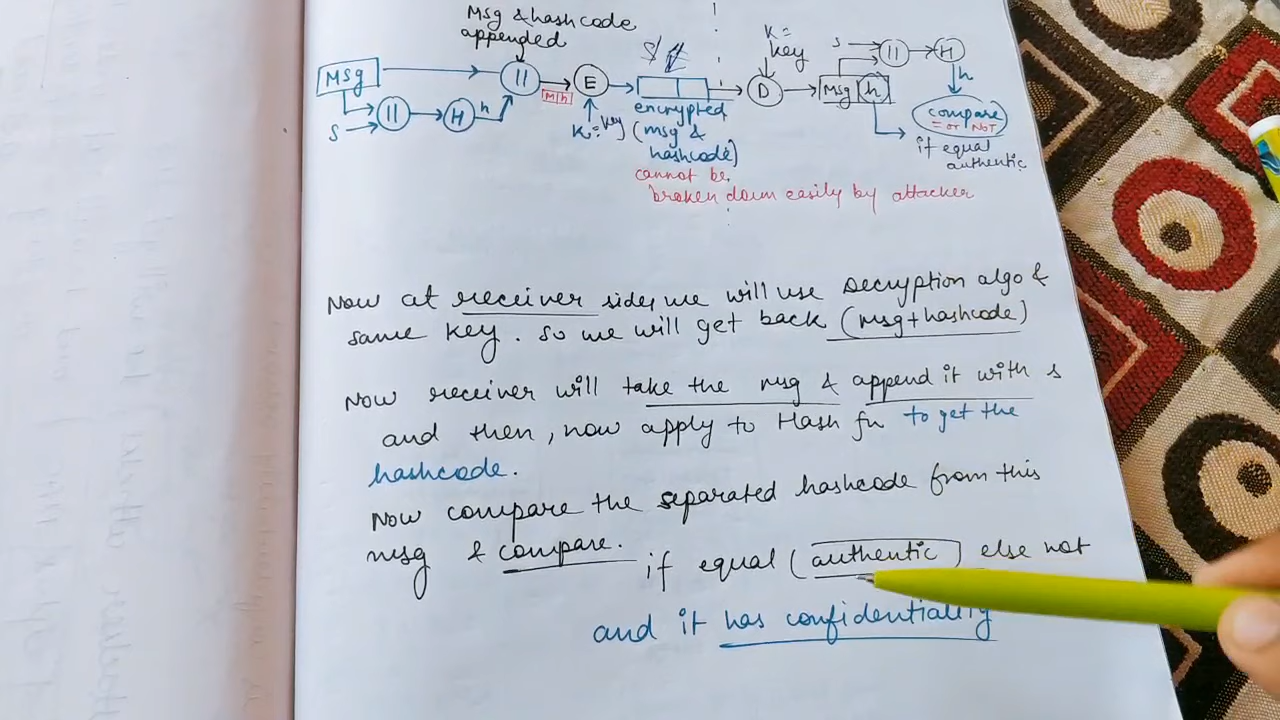 Msg & hashcode
appended
Msg
S
||
H
h
||
M h
E
K = key
encrypted
(msg &
hashcode)
cannot be
broken down easily by attacker
D
K =
key
Msg h
S
||
H
h
compare
= or NOT
if equal
authentic
Now at receiver side, we will use Decryption algo &
same key. so we will get back (msg+hashcode)
Now receiver will take the msg & append it with s
and then, now apply to Hash fn to get the
hashcode.
Now compare the separated hashcode from this
msg & compare. if equal (authentic) else not
and it has confidentiality